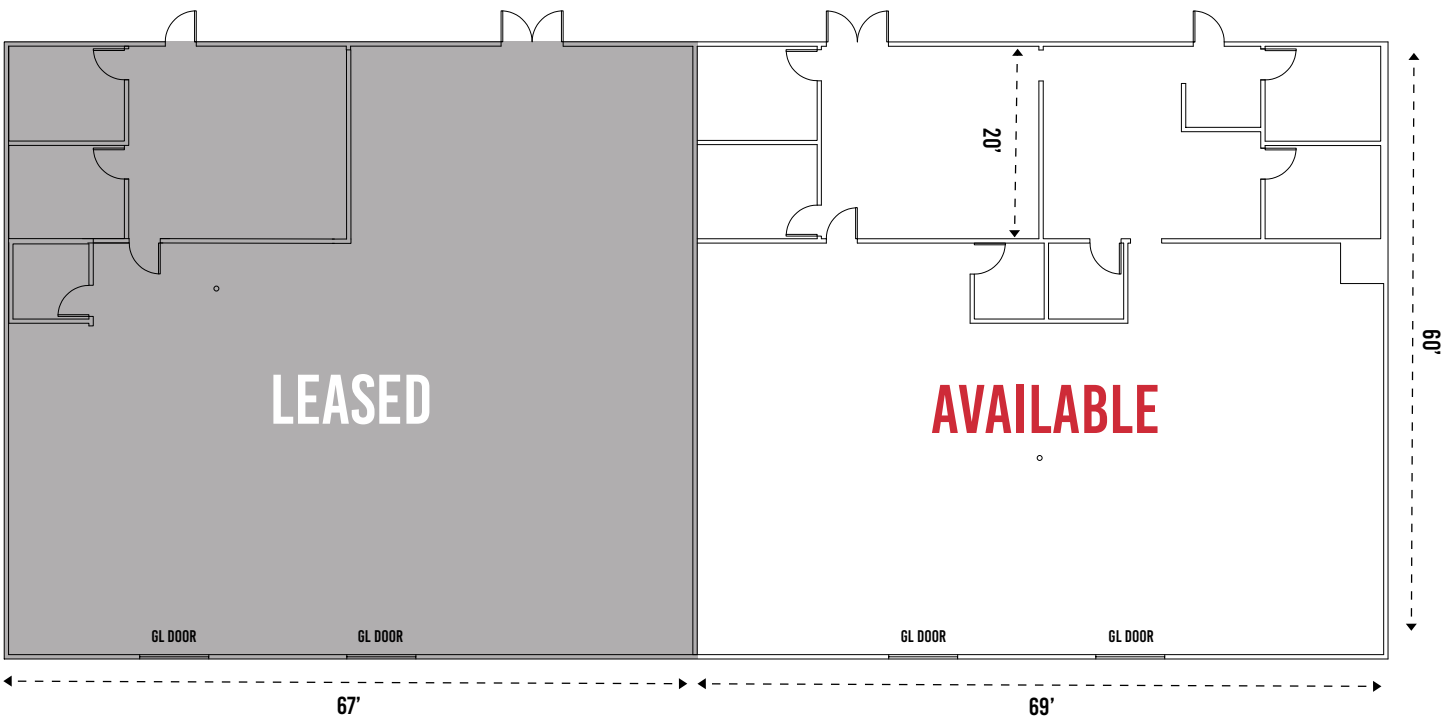 20’
60’
LEASED
AVAILABLE
GL DOOR
GL DOOR
GL DOOR
GL DOOR
67’
69’